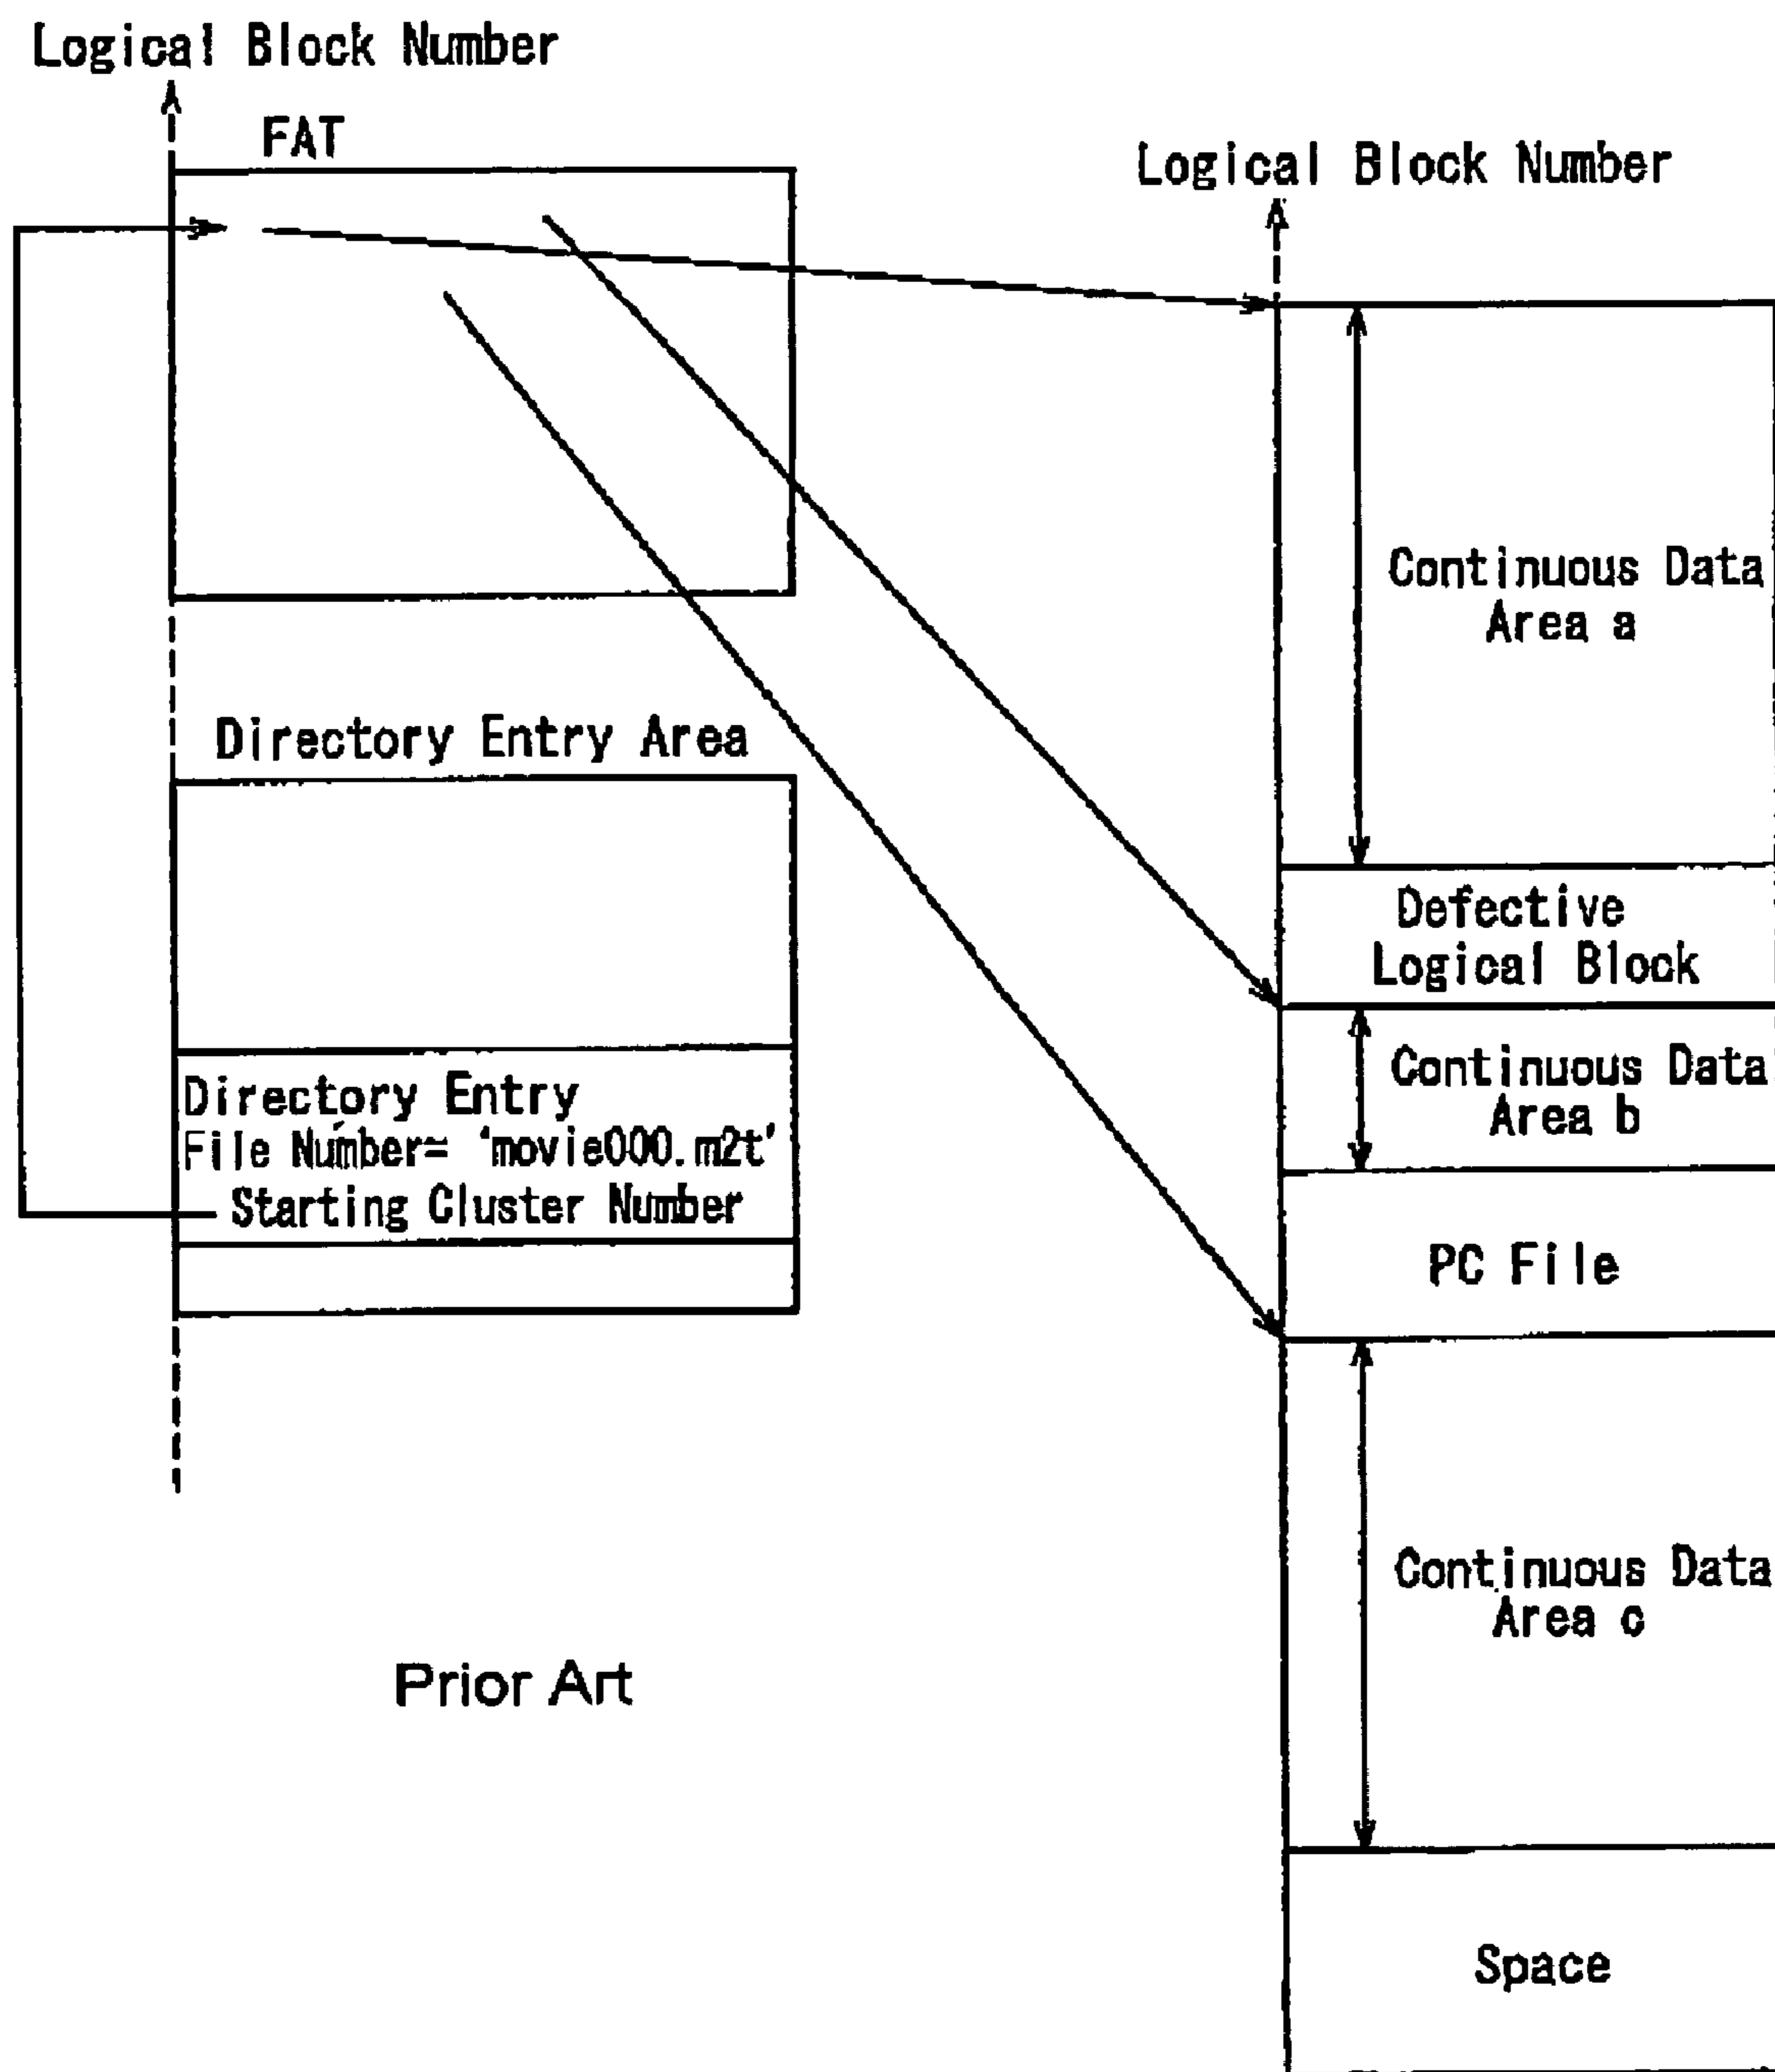 Logical Block Number
FAT
Directory Entry Area
Directory Entry
File Number= ‘movie000.m2t’
Starting Cluster Number
Prior Art
Logical Block Number
Continuous Data
Area a
Defective
Logical Block
Continuous Data
Area b
PC File
Continuous Data
Area c
Space